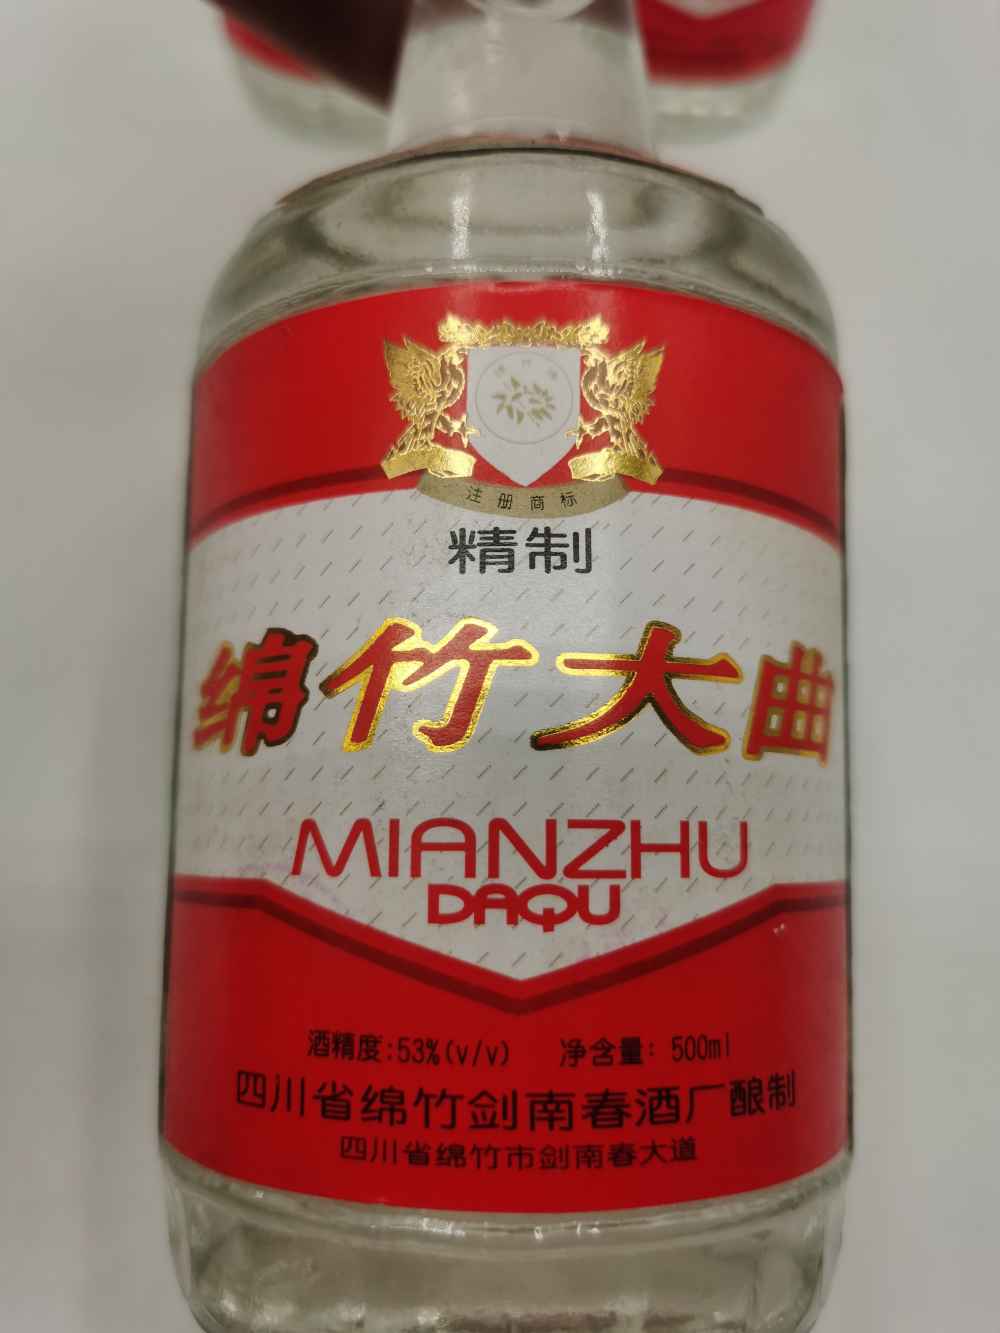 注册商标
精制
绵竹大曲
MIANZHU
DAQU
酒精度:53%(v/v) 净含量: 500ml
四川省绵竹剑南春酒厂酿制
四川省绵竹市剑南春大道